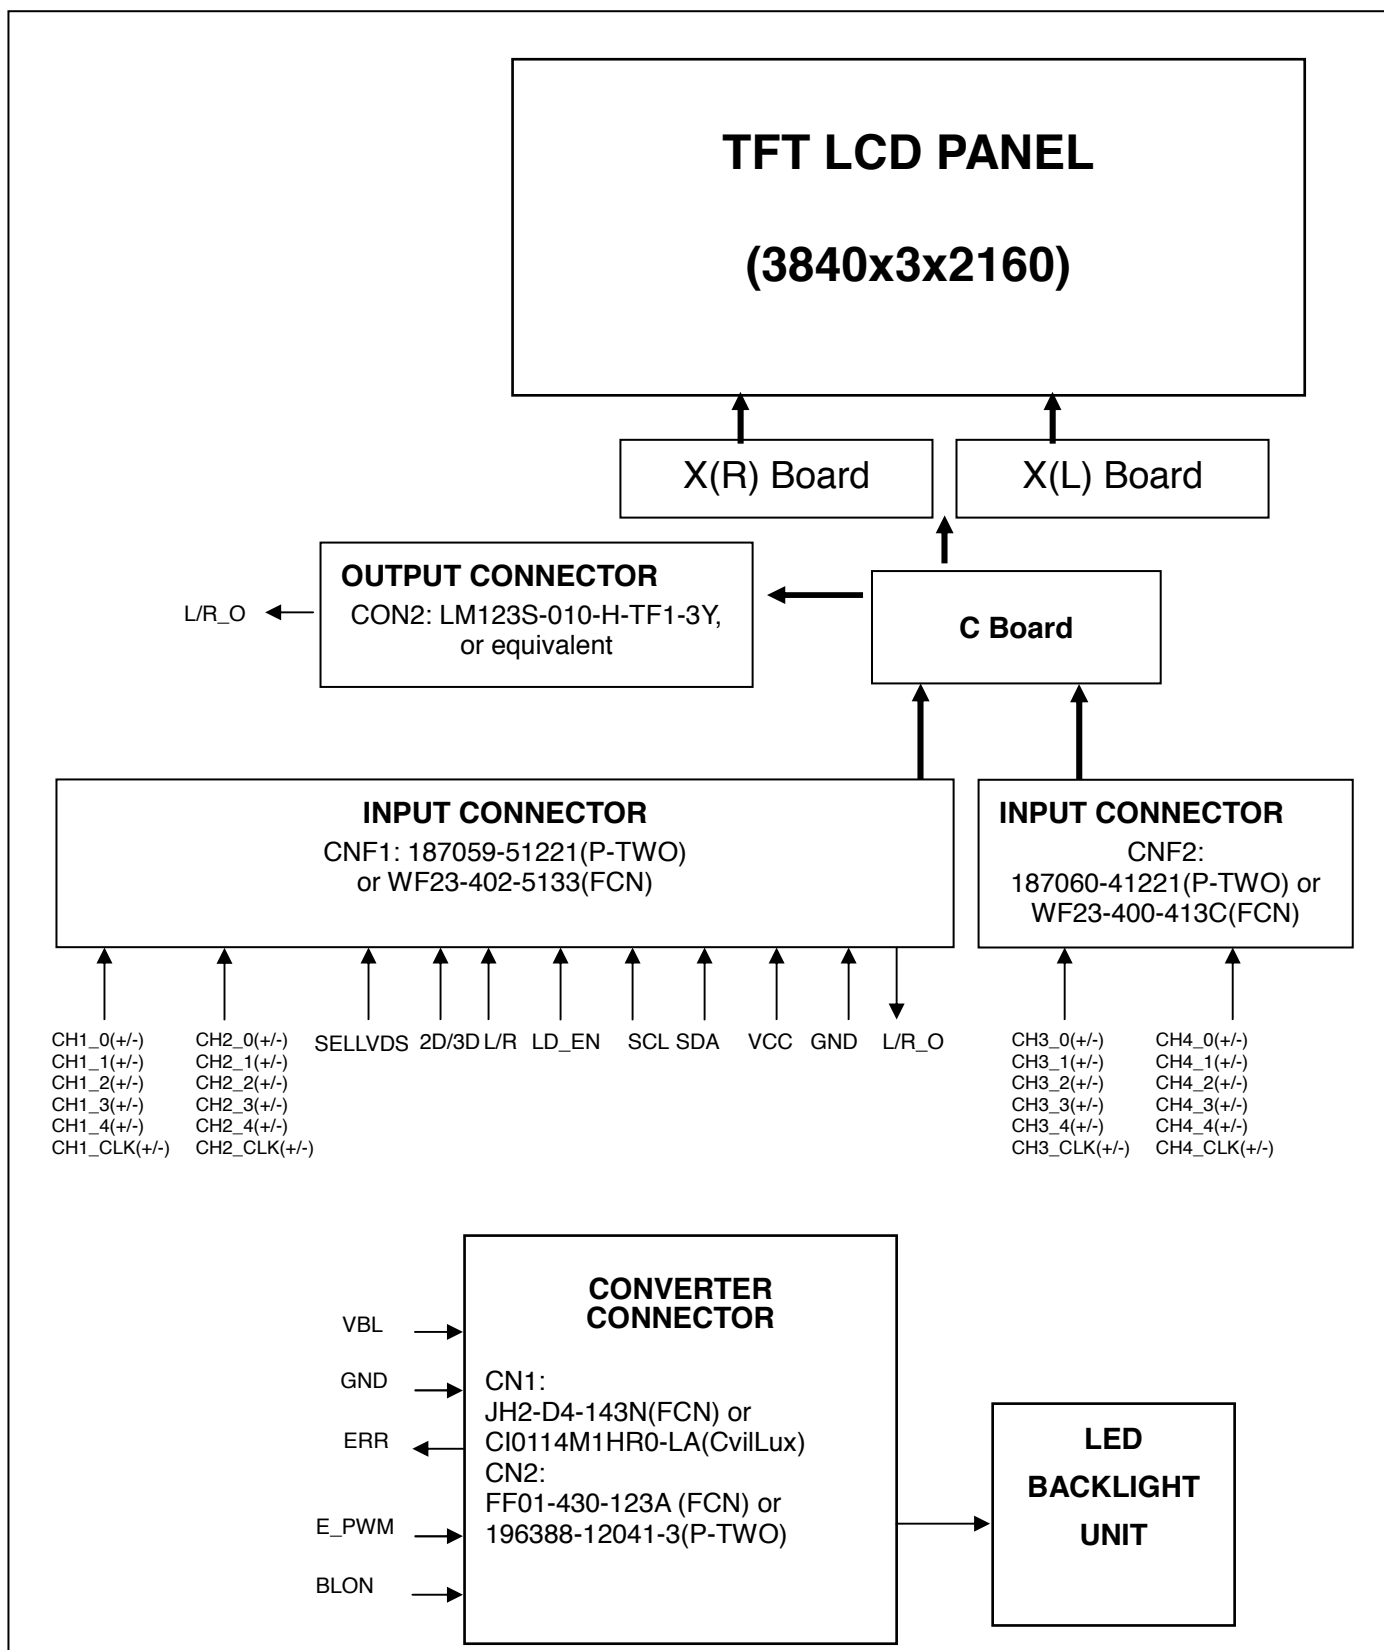 TFT LCD PANEL
(3840x3x2160)
X(R) Board
X(L) Board
OUTPUT CONNECTOR
CON2: LM123S-010-H-TF1-3Y,
or equivalent
L/R_O
C Board
INPUT CONNECTOR
CNF1: 187059-51221(P-TWO)
or WF23-402-5133(FCN)
INPUT CONNECTOR
CNF2:
187060-41221(P-TWO) or
WF23-400-413C(FCN)
CH1_0(+/-)
CH1_1(+/-)
CH1_2(+/-)
CH1_3(+/-)
CH1_4(+/-)
CH1_CLK(+/-)
CH2_0(+/-)
CH2_1(+/-)
CH2_2(+/-)
CH2_3(+/-)
CH2_4(+/-)
CH2_CLK(+/-)
SELLVDS
2D/3D
L/R
LD_EN
SCL
SDA
VCC
GND
L/R_O
CH3_0(+/-)
CH3_1(+/-)
CH3_2(+/-)
CH3_3(+/-)
CH3_4(+/-)
CH3_CLK(+/-)
CH4_0(+/-)
CH4_1(+/-)
CH4_2(+/-)
CH4_3(+/-)
CH4_4(+/-)
CH4_CLK(+/-)
VBL
GND
ERR
E_PWM
BLON
CONVERTER
CONNECTOR
CN1:
JH2-D4-143N(FCN) or
CI0114M1HR0-LA(CvilLux)
CN2:
FF01-430-123A (FCN) or
196388-12041-3(P-TWO)
LED
BACKLIGHT
UNIT